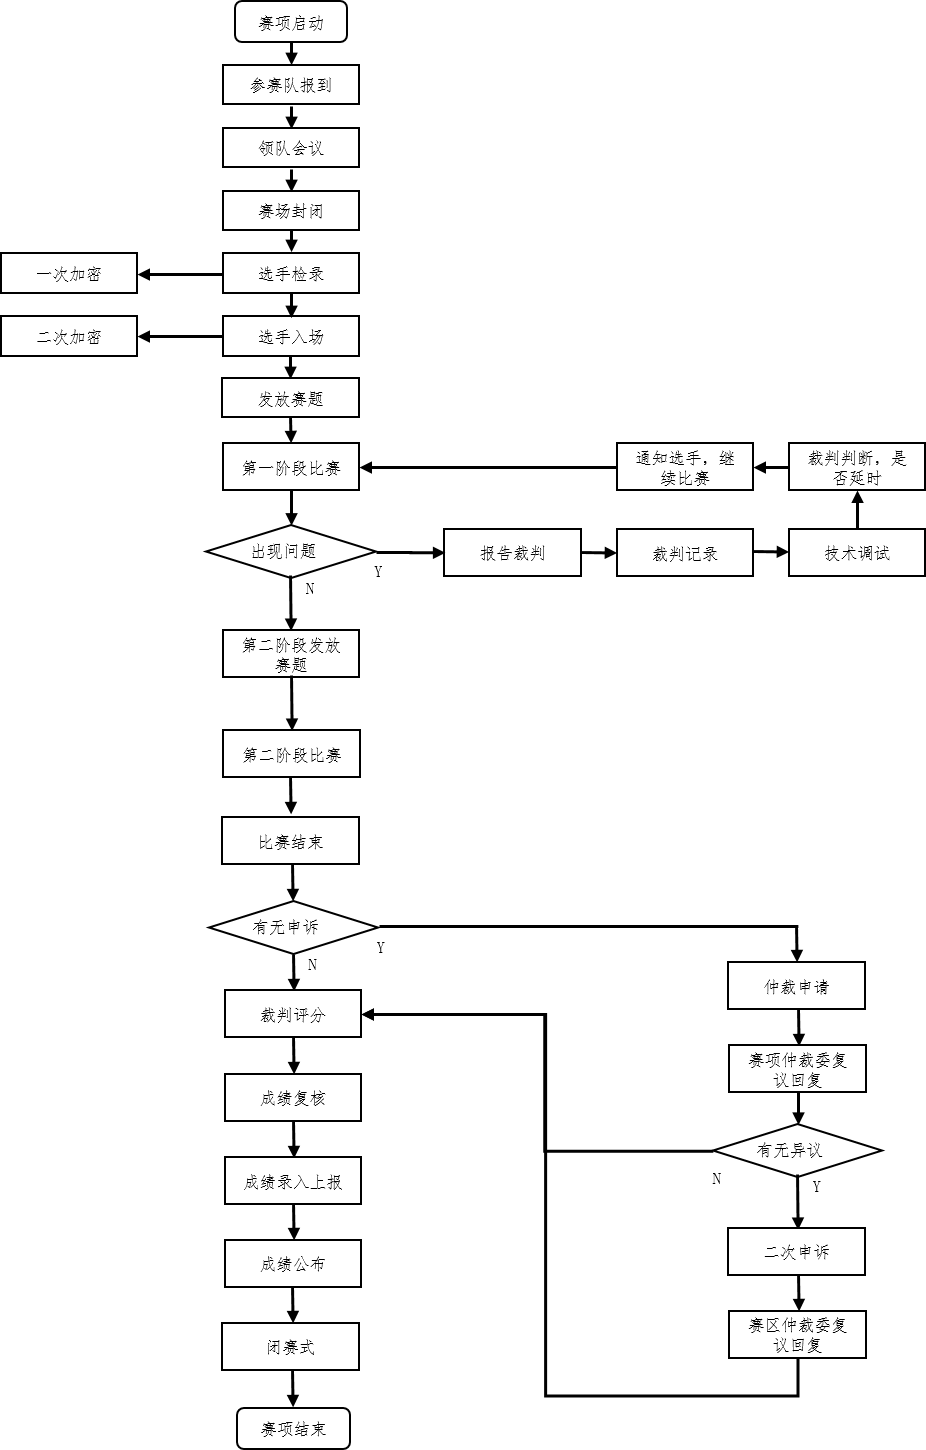 赛项启动
参赛队报到
领队会议
赛场封闭
一次加密
选手检录
二次加密
选手入场
发放赛题
第一阶段比赛
通知选手，继
续比赛
裁判判断，是
否延时
出现问题
Y
N
报告裁判
裁判记录
技术调试
第二阶段发放
赛题
第二阶段比赛
比赛结束
有无申诉
Y
N
仲裁申请
裁判评分
赛项仲裁委复
议回复
成绩复核
有无异议
N
Y
成绩录入上报
二次申诉
成绩公布
赛区仲裁委复
议回复
闭赛式
赛项结束